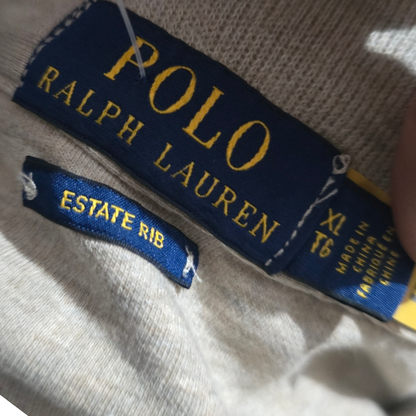 POLO
RALPH LAUREN
XL
TG
MADE IN
CHINA
FABRIQUÉ EN
CHINE
ESTATE RIB